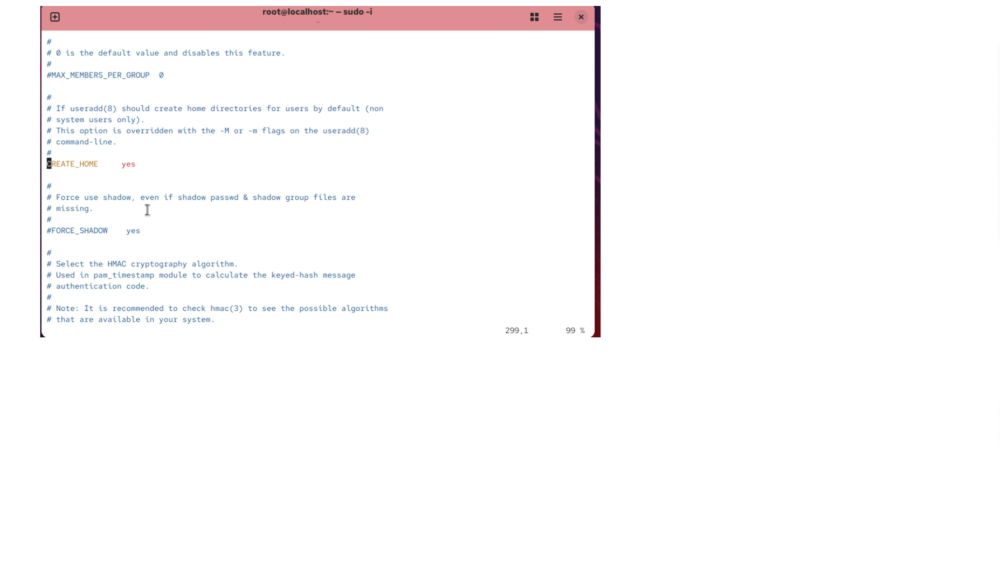 root@localhost:~ — sudo -i
~
#
# 0 is the default value and disables this feature.
#
#MAX_MEMBERS_PER_GROUP  0

#
# If useradd(8) should create home directories for users by default (non
# system users only).
# This option is overridden with the -M or -m flags on the useradd(8)
# command-line.
#
CREATE_HOME     yes

#
# Force use shadow, even if shadow passwd & shadow group files are
# missing.
#
#FORCE_SHADOW    yes

#
# Select the HMAC cryptography algorithm.
# Used in pam_timestamp module to calculate the keyed-hash message
# authentication code.
#
# Note: It is recommended to check hmac(3) to see the possible algorithms
# that are available in your system.
299,1        99 %